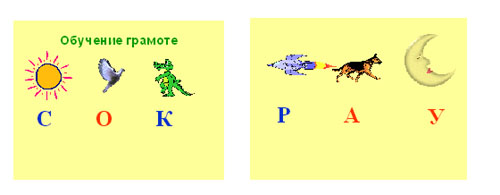 Обучение грамоте
С О К
Р А У